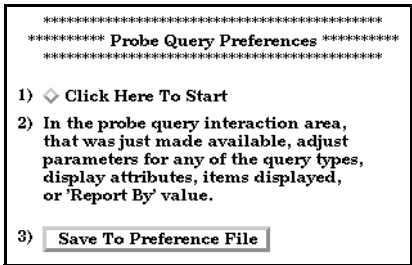 ******************************************
********** Probe Query Preferences **********
******************************************
1) Click Here To Start
2) In the probe query interaction area,
that was just made available, adjust
parameters for any of the query types,
display attributes, items displayed,
or 'Report By' value.
3) Save To Preference File